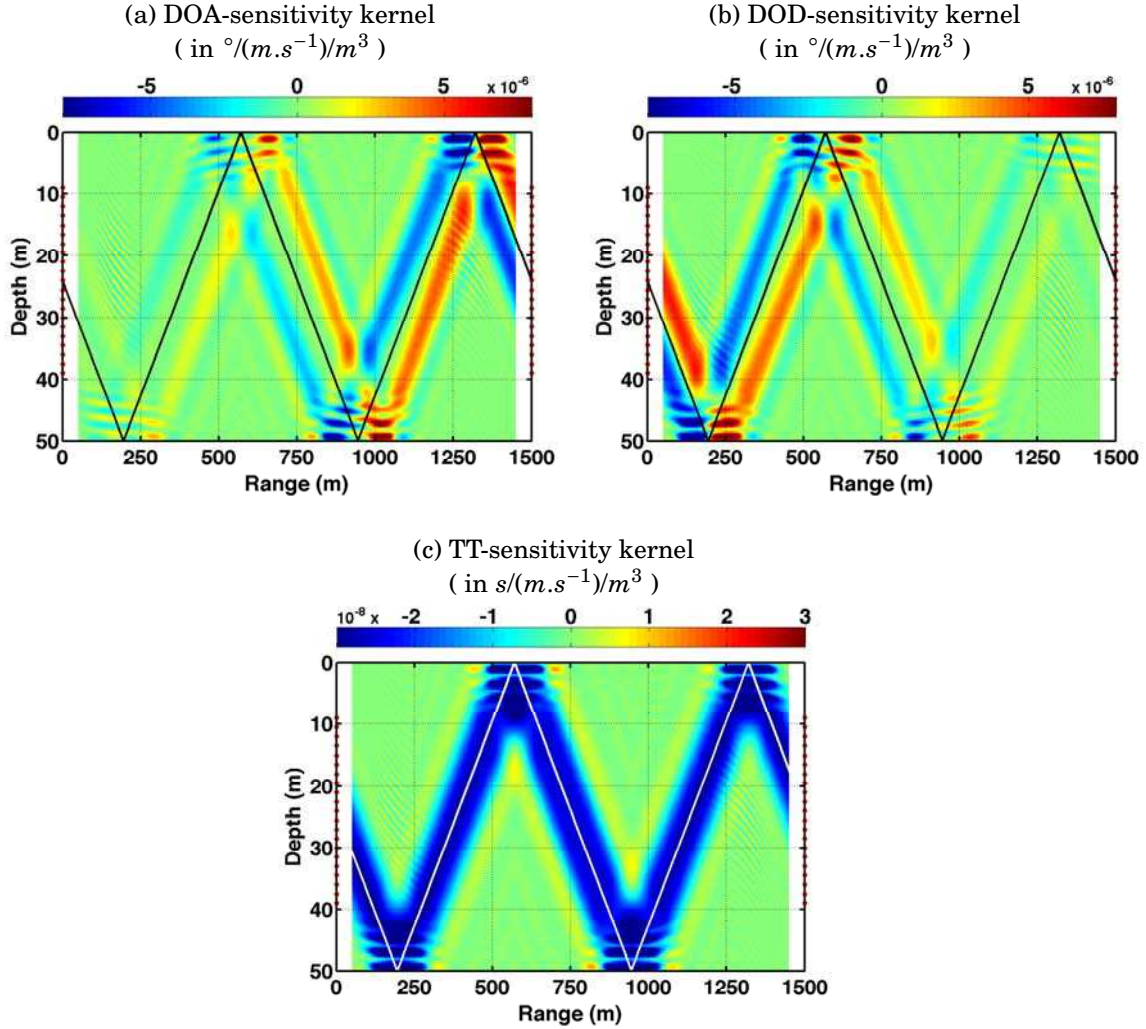 (a) DOA-sensitivity kernel
( in °/(m.s−1)/m3 )
-5 0 5 x 10-6
0
10
20
30
40
50
Depth (m)
0 250 500 750 1000 1250 1500
Range (m)
(b) DOD-sensitivity kernel
( in °/(m.s−1)/m3 )
-5 0 5 x 10-6
0
10
20
30
40
50
Depth (m)
0 250 500 750 1000 1250 1500
Range (m)
(c) TT-sensitivity kernel
( in s/(m.s−1)/m3 )
10-8 x -2 -1 0 1 2 3
0
10
20
30
40
50
Depth (m)
0 250 500 750 1000 1250 1500
Range (m)